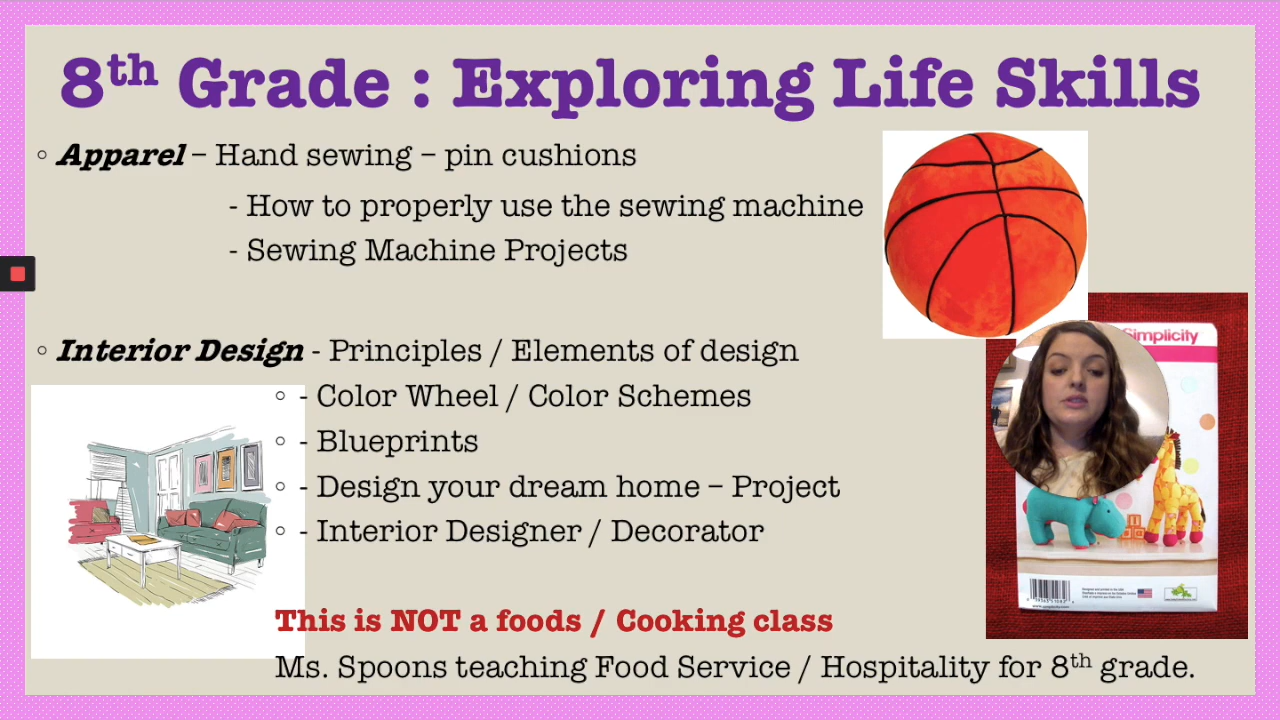 8th Grade : Exploring Life Skills
◦ Apparel – Hand sewing – pin cushions
- How to properly use the sewing machine
- Sewing Machine Projects
◦ Interior Design - Principles / Elements of design
◦ - Color Wheel / Color Schemes
◦ - Blueprints
◦ - Design your dream home – Project
◦ - Interior Designer / Decorator
This is NOT a foods / Cooking class
Ms. Spoons teaching Food Service / Hospitality for 8th grade.
Simplicity